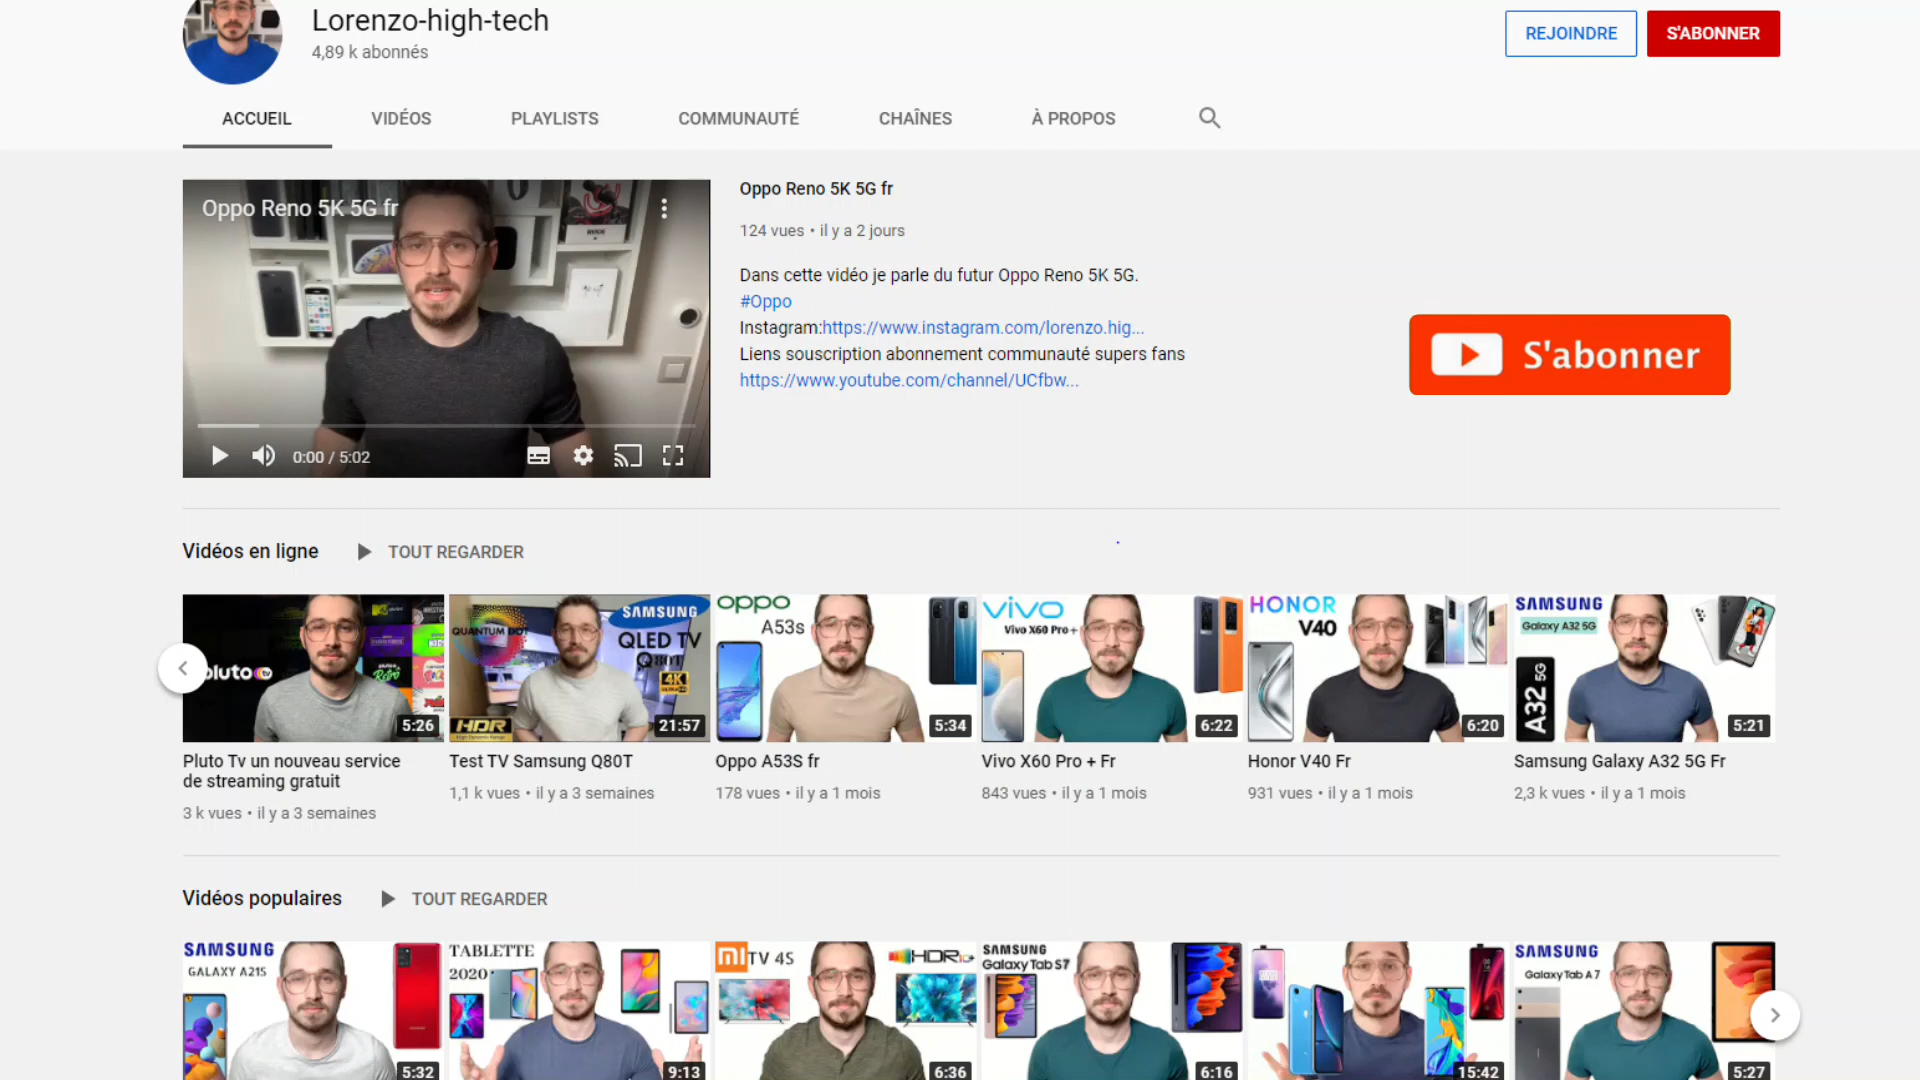 Lorenzo-high-tech
4,89 k abonnés
REJOINDRE
S'ABONNER
ACCUEIL
VIDÉOS
PLAYLISTS
COMMUNAUTÉ
CHAÎNES
À PROPOS
Oppo Reno 5K 5G fr
0:00 / 5:02
Oppo Reno 5K 5G fr
124 vues • il y a 2 jours
Dans cette vidéo je parle du futur Oppo Reno 5K 5G.
#Oppo
Instagram:https://www.instagram.com/lorenzo.hig...
Liens souscription abonnement communauté supers fans
https://www.youtube.com/channel/UCfbw...
S'abonner
Vidéos en ligne
TOUT REGARDER
pluto tv
Retro
5:26
QUANTUM DOT
SAMSUNG
QLED TV
Q80T
4K
HDR
21:57
oppo
A53s
5:34
vivo
Vivo X60 Pro+
6:22
HONOR
V40
6:20
SAMSUNG
Galaxy A32 5G
A32 5G
5:21
Pluto Tv un nouveau service
de streaming gratuit
3 k vues • il y a 3 semaines
Test TV Samsung Q80T
1,1 k vues • il y a 3 semaines
Oppo A53S fr
178 vues • il y a 1 mois
Vivo X60 Pro + Fr
843 vues • il y a 1 mois
Honor V40 Fr
931 vues • il y a 1 mois
Samsung Galaxy A32 5G Fr
2,3 k vues • il y a 1 mois
Vidéos populaires
TOUT REGARDER
SAMSUNG
GALAXY A21S
5:32
TABLETTE
2020
9:13
mi TV 4S
HDR10+
6:36
SAMSUNG
Galaxy Tab S7
6:16
15:42
SAMSUNG
Galaxy Tab A 7
5:27